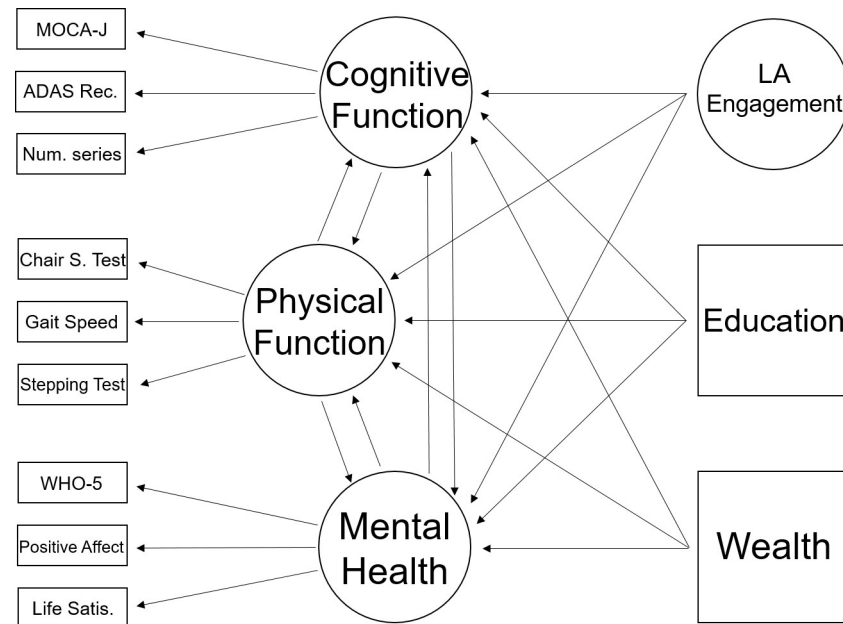 MOCA-J
ADAS Rec.
Num. series
Cognitive
Function
LA
Engagement
Chair S. Test
Gait Speed
Stepping Test
Physical
Function
Education
WHO-5
Positive Affect
Life Satis.
Mental
Health
Wealth